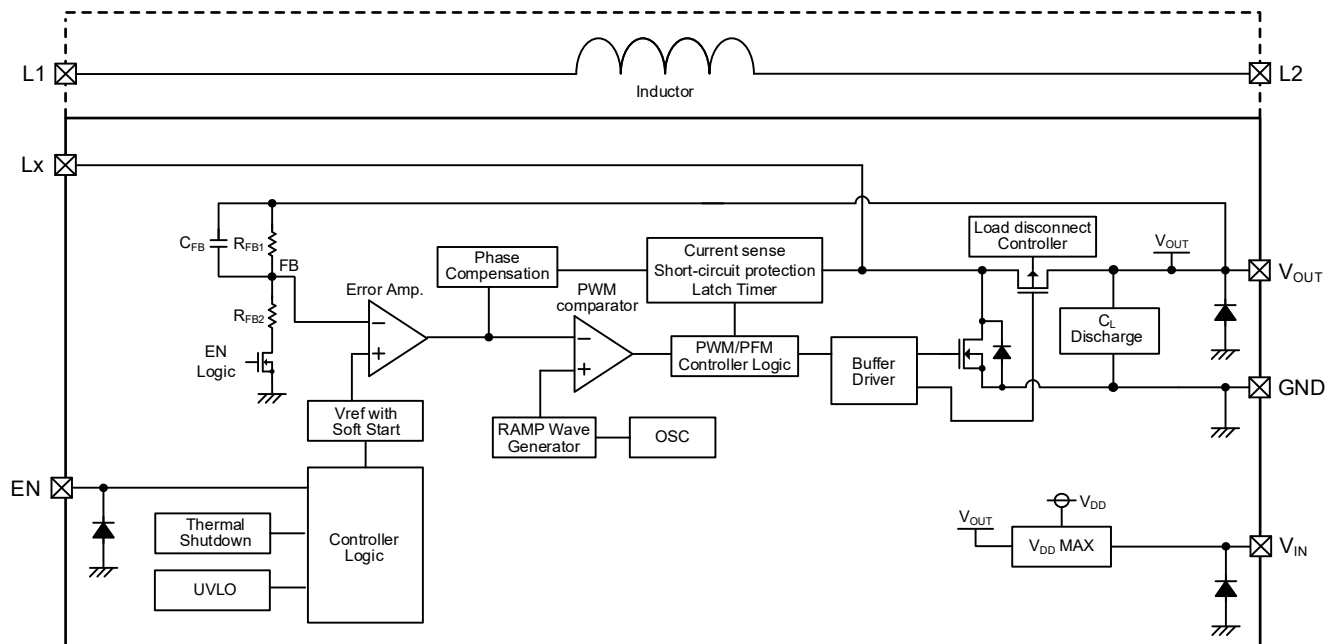 L1
L2
Inductor
Lx
Load disconnect
Controller
CFB
RFB1
FB
Phase
Compensation
Current sense
Short-circuit protection
Latch Timer
VOUT
VOUT
Error Amp.
PWM
comparator
RFB2
CL
Discharge
EN
Logic
PWM/PFM
Controller Logic
Buffer
Driver
GND
Vref with
Soft Start
RAMP Wave
Generator
OSC
EN
Thermal
Shutdown
Controller
Logic
VDD
VOUT
VDD MAX
VIN
UVLO